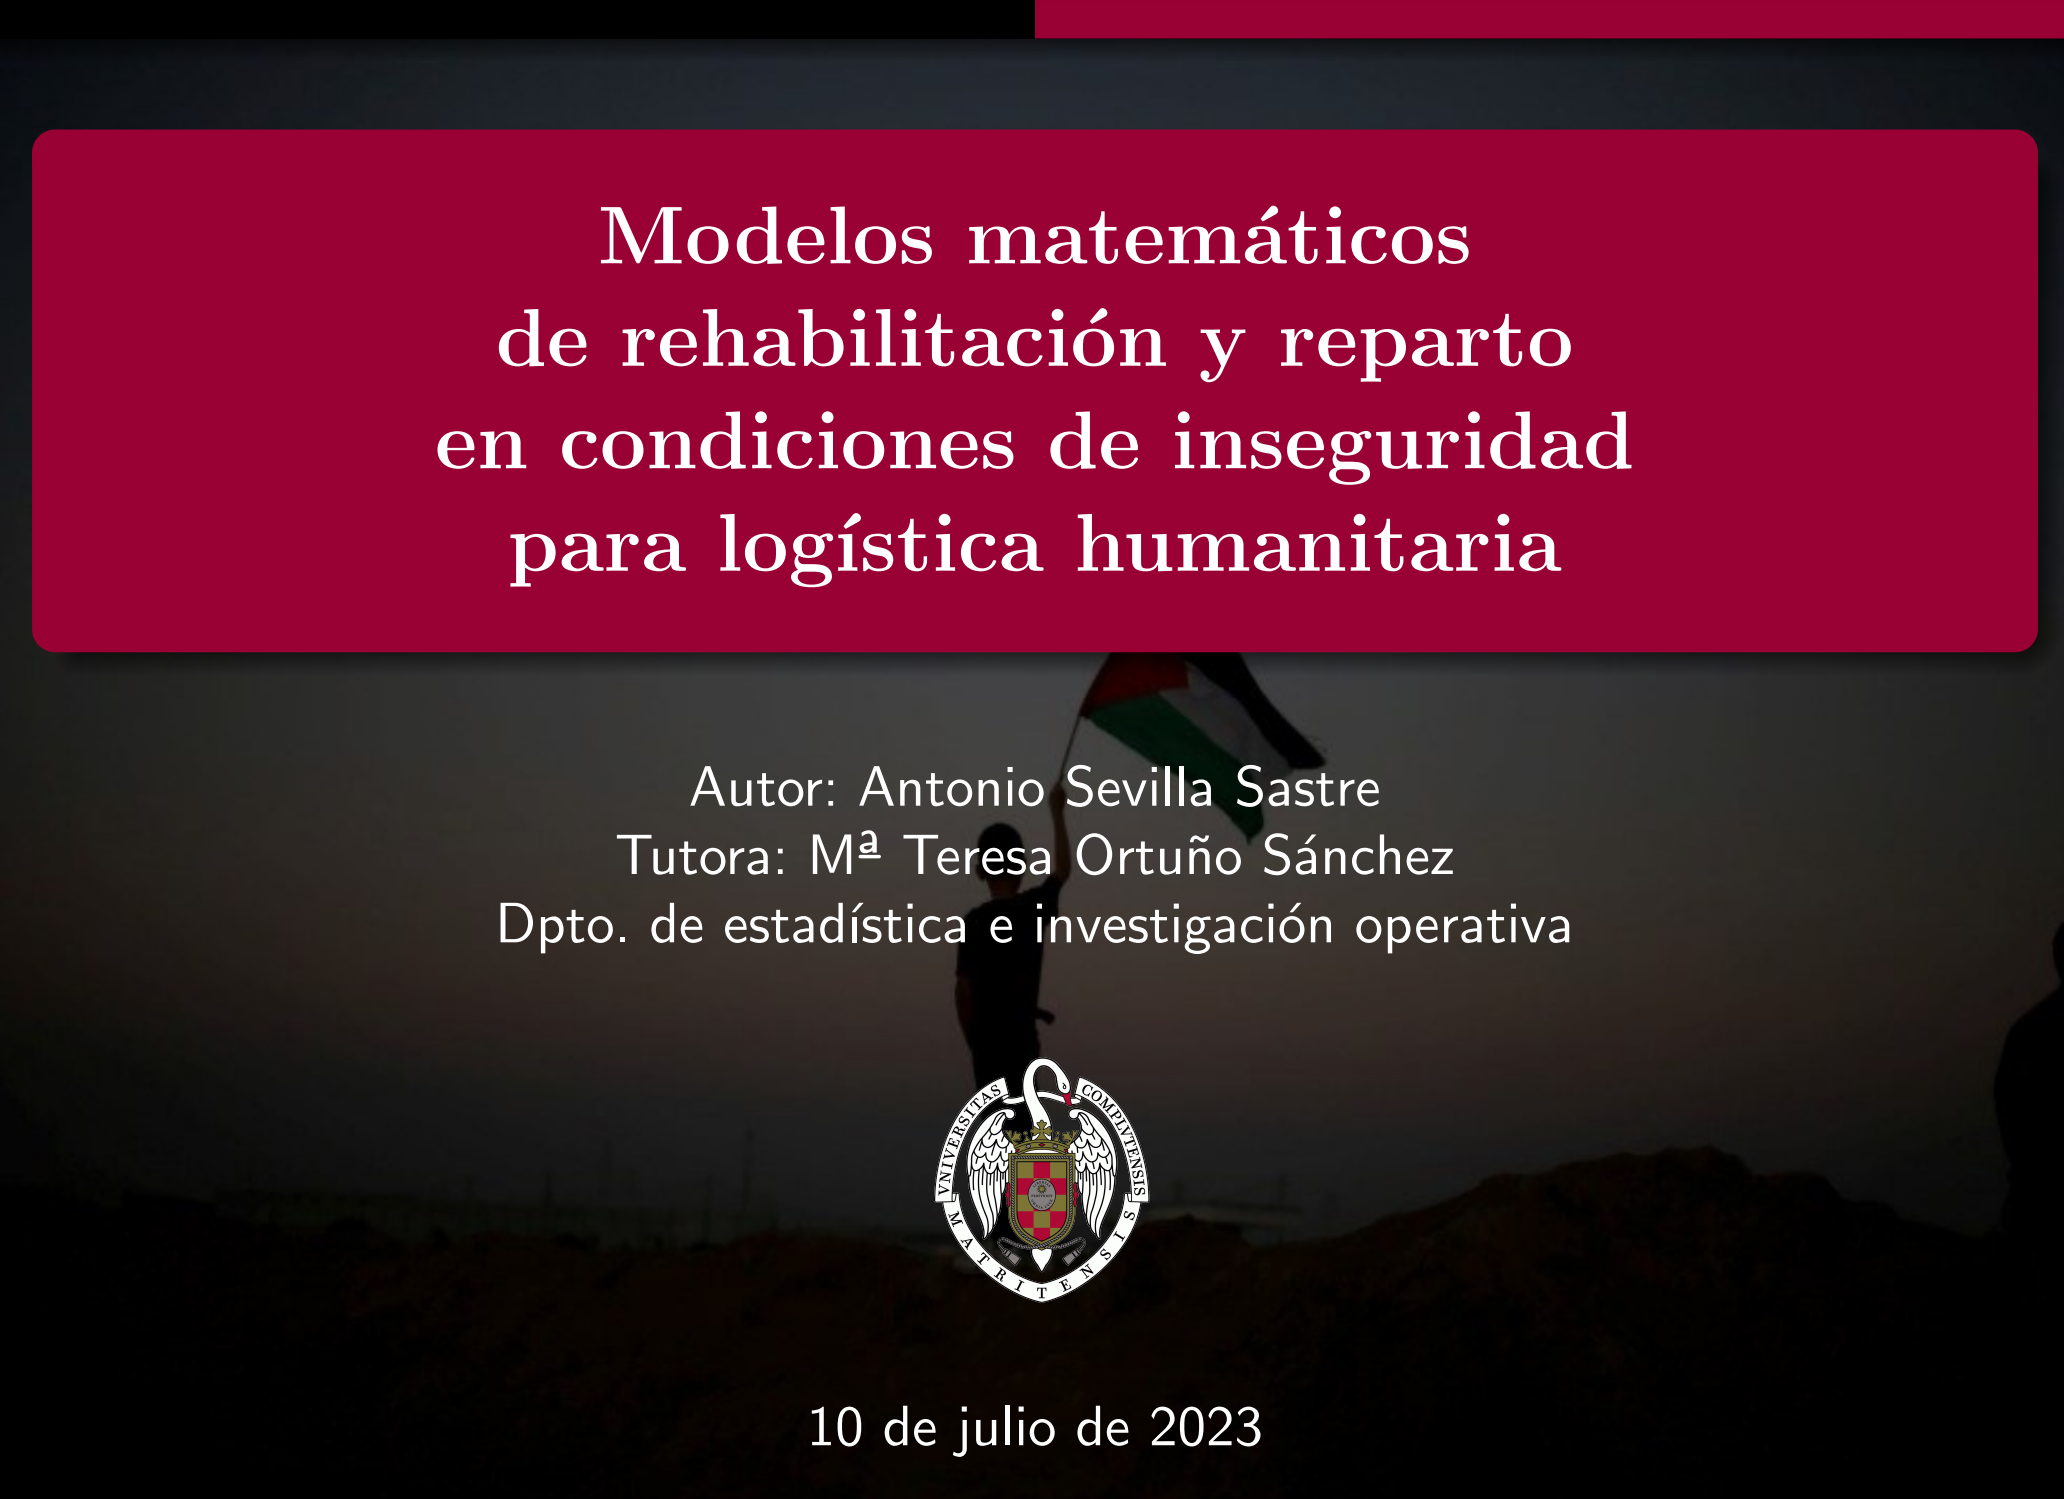 Modelos matemáticos
de rehabilitación y reparto
en condiciones de inseguridad
para logística humanitaria
Autor: Antonio Sevilla Sastre
Tutora: Mª Teresa Ortuño Sánchez
Dpto. de estadística e investigación operativa
VNIVERSITAS COMPLVTENSIS
MATRITENSIS
10 de julio de 2023